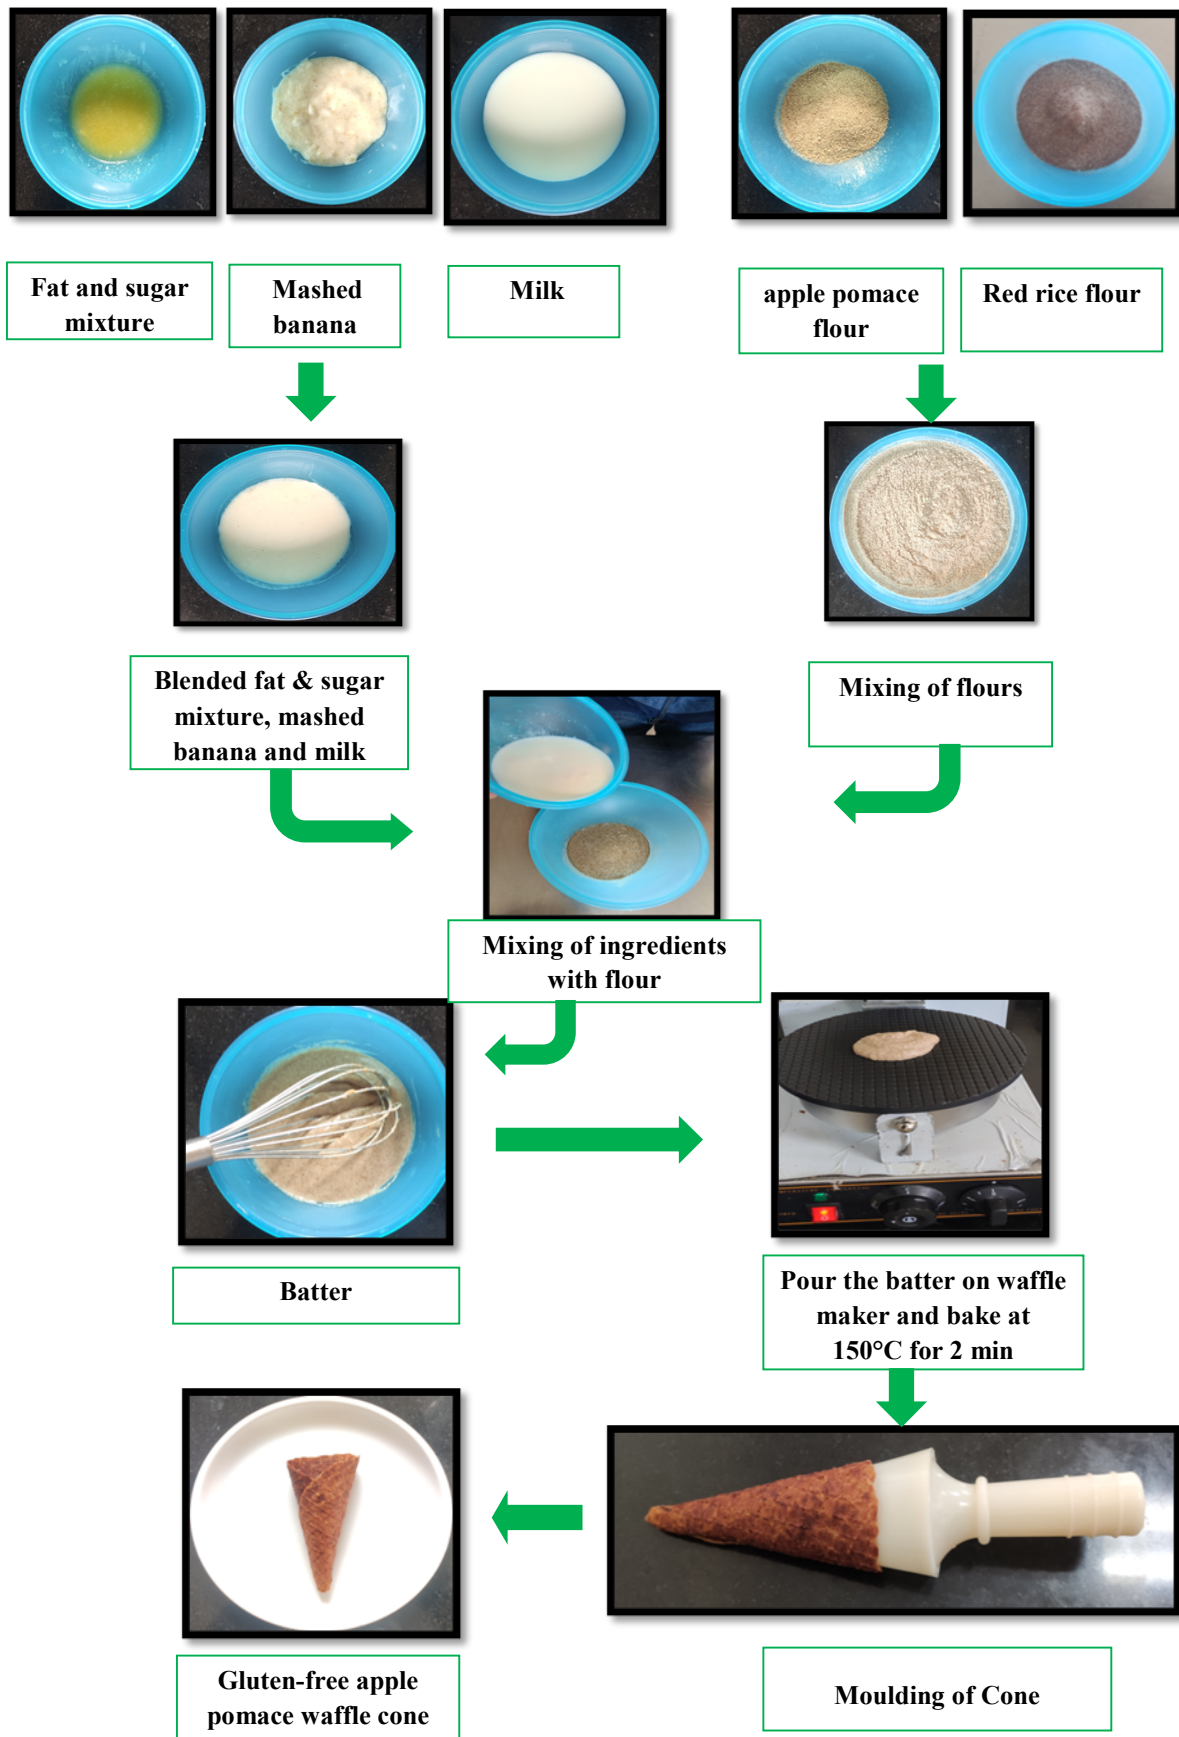 Fat and sugar
mixture
Mashed
banana
Milk
apple pomace
flour
Red rice flour
Blended fat & sugar
mixture, mashed
banana and milk
Mixing of flours
Mixing of ingredients
with flour
Batter
Pour the batter on waffle
maker and bake at
150°C for 2 min
Gluten-free apple
pomace waffle cone
Moulding of Cone